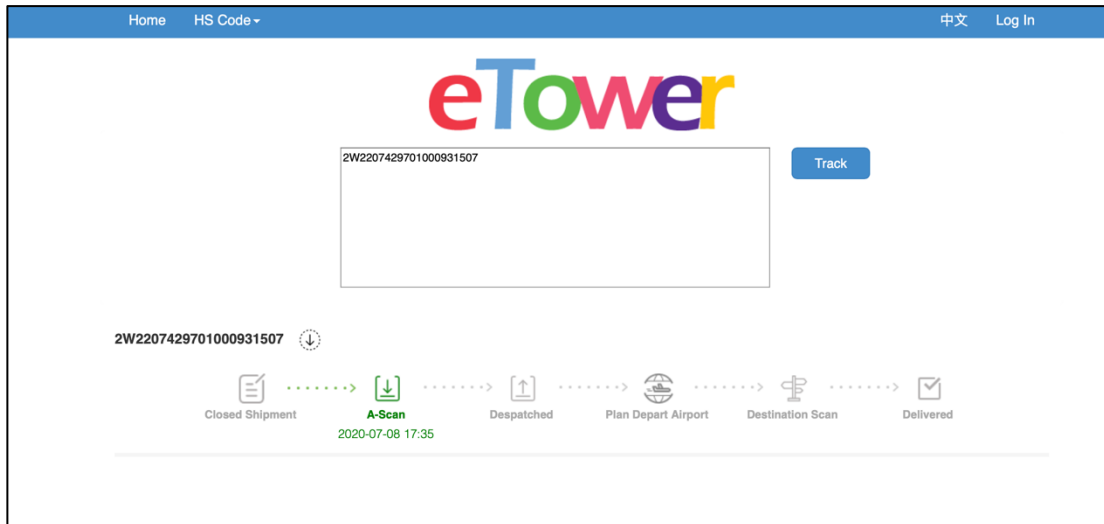 Home HS Code 中文 Log In
eTower
2W2207429701000931507
Track
2W2207429701000931507
Closed Shipment A-Scan Despatched Plan Depart Airport Destination Scan Delivered
2020-07-08 17:35